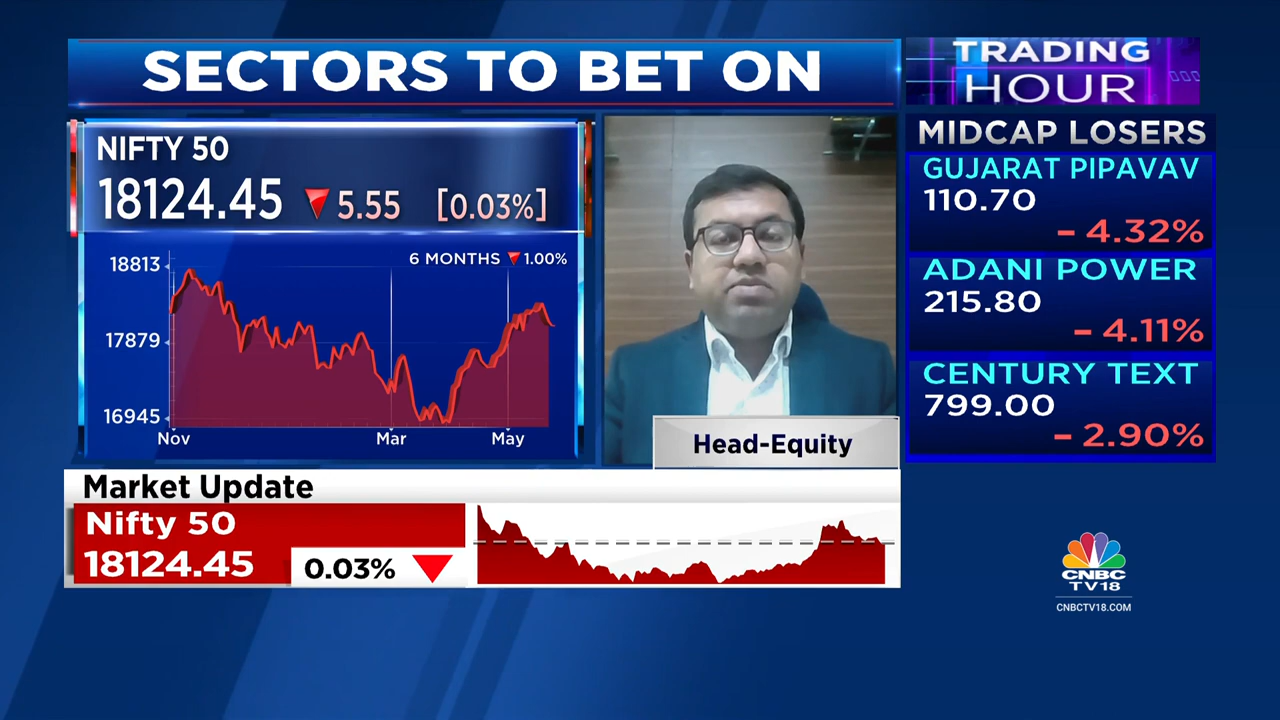 SECTORS TO BET ON
TRADING
HOUR
NIFTY 50
18124.45 ▼ 5.55 [0.03%]
6 MONTHS ▼ 1.00%
18813
17879
16945
Nov Mar May
Head-Equity
MIDCAP LOSERS
GUJARAT PIPAVAV
110.70
– 4.32%
ADANI POWER
215.80
– 4.11%
CENTURY TEXT
799.00
– 2.90%
Market Update
Nifty 50
18124.45 0.03% ▼
CNBC
TV18
CNBCTV18.COM